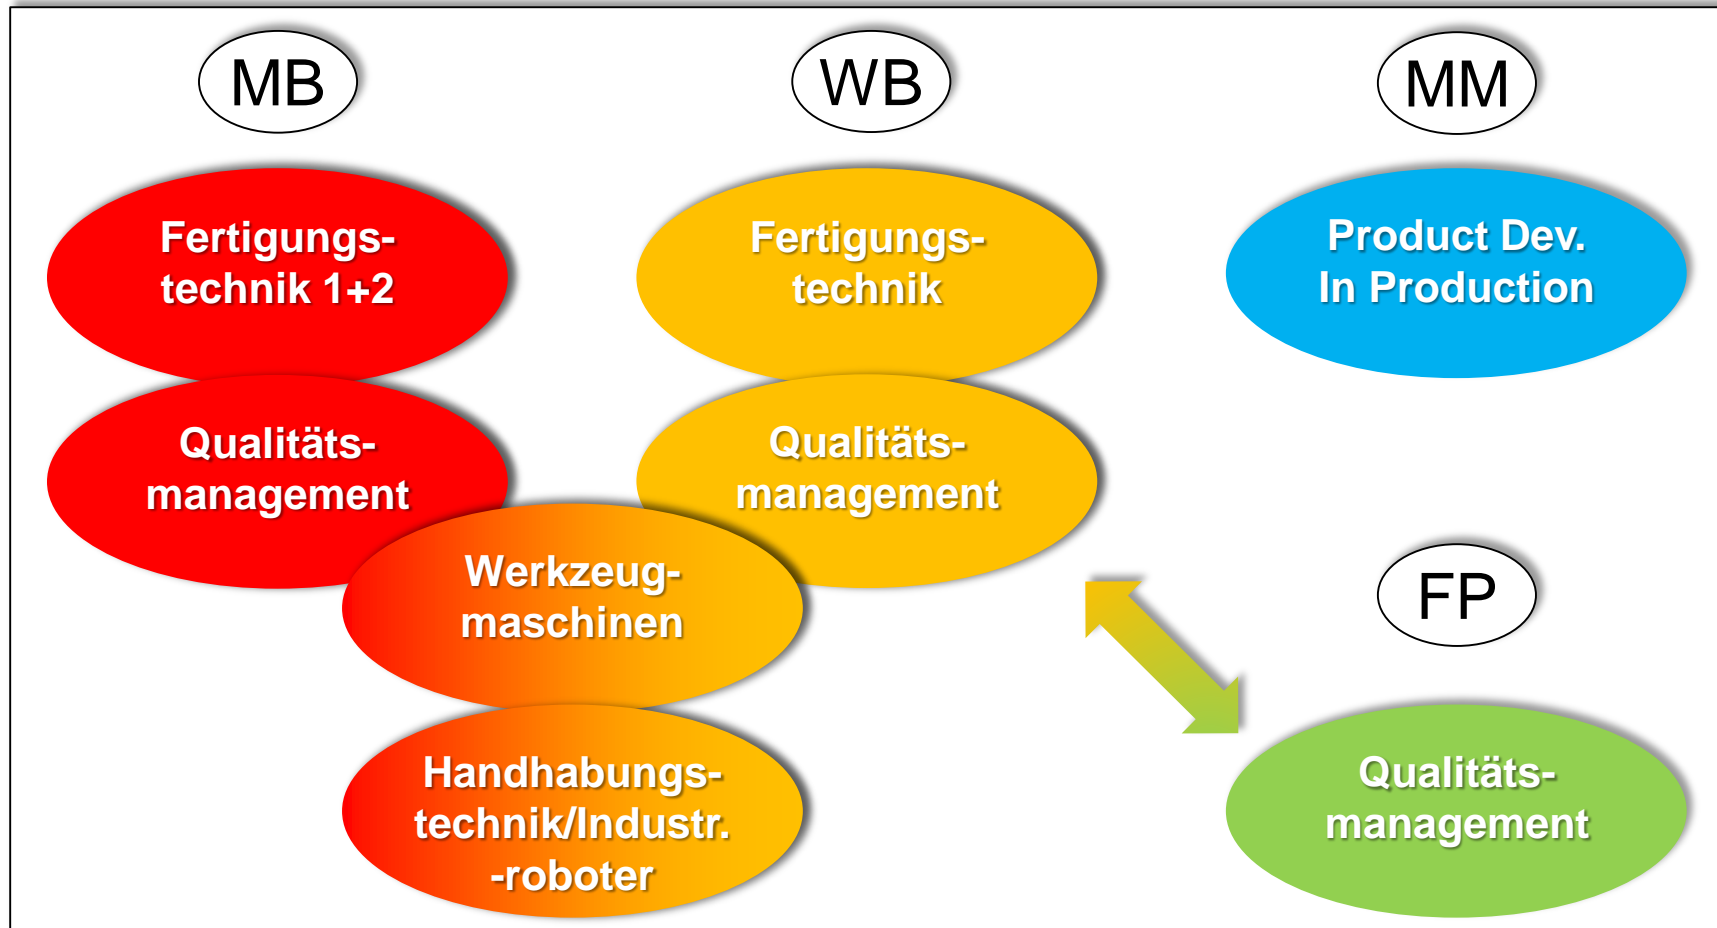 MB
WB
MM
Fertigungs-
technik 1+2
Fertigungs-
technik
Product Dev.
In Production
Qualitäts-
management
Qualitäts-
management
Werkzeug-
maschinen
FP
Handhabungs-
technik/Industr.
-roboter
Qualitäts-
management